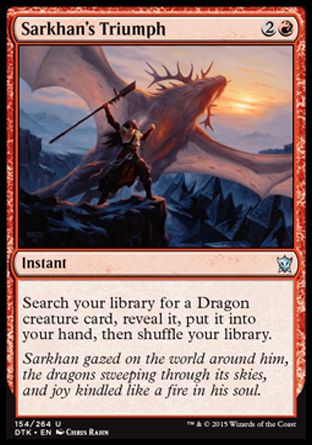 Sarkhan's Triumph 2
Instant
Search your library for a Dragon
creature card, reveal it, put it into
your hand, then shuffle your library.
Sarkhan gazed on the world around him,
the dragons sweeping through its skies,
and joy kindled like a fire in his soul.
154/264 U
DTK • EN Chris Rahn
™ & © 2015 Wizards of the Coast